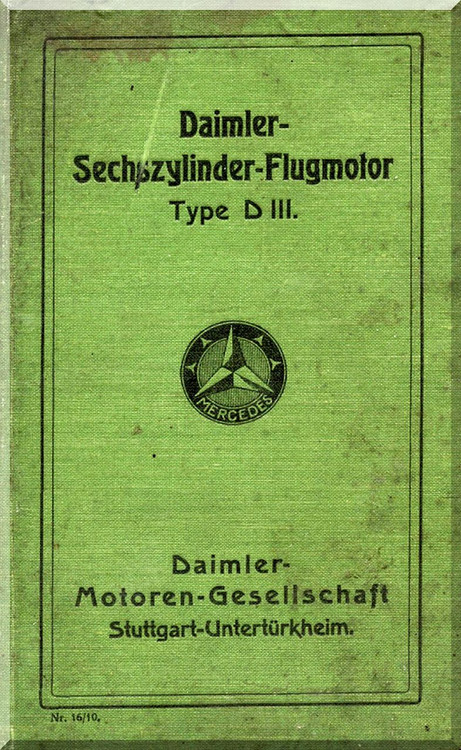 Daimler-
Sechszylinder-Flugmotor
Type D III.
MERCEDES
Daimler-
Motoren-Gesellschaft
Stuttgart-Untertürkheim.
Nr. 16/10.